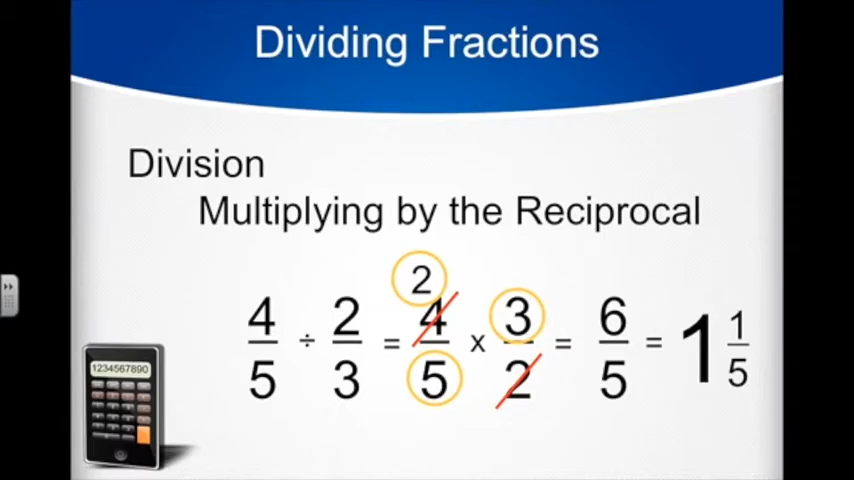 Dividing Fractions
Division
Multiplying by the Reciprocal
2
4/5 ÷ 2/3 = 4/5 x 3/2 = 6/5 = 1 1/5
1234567890